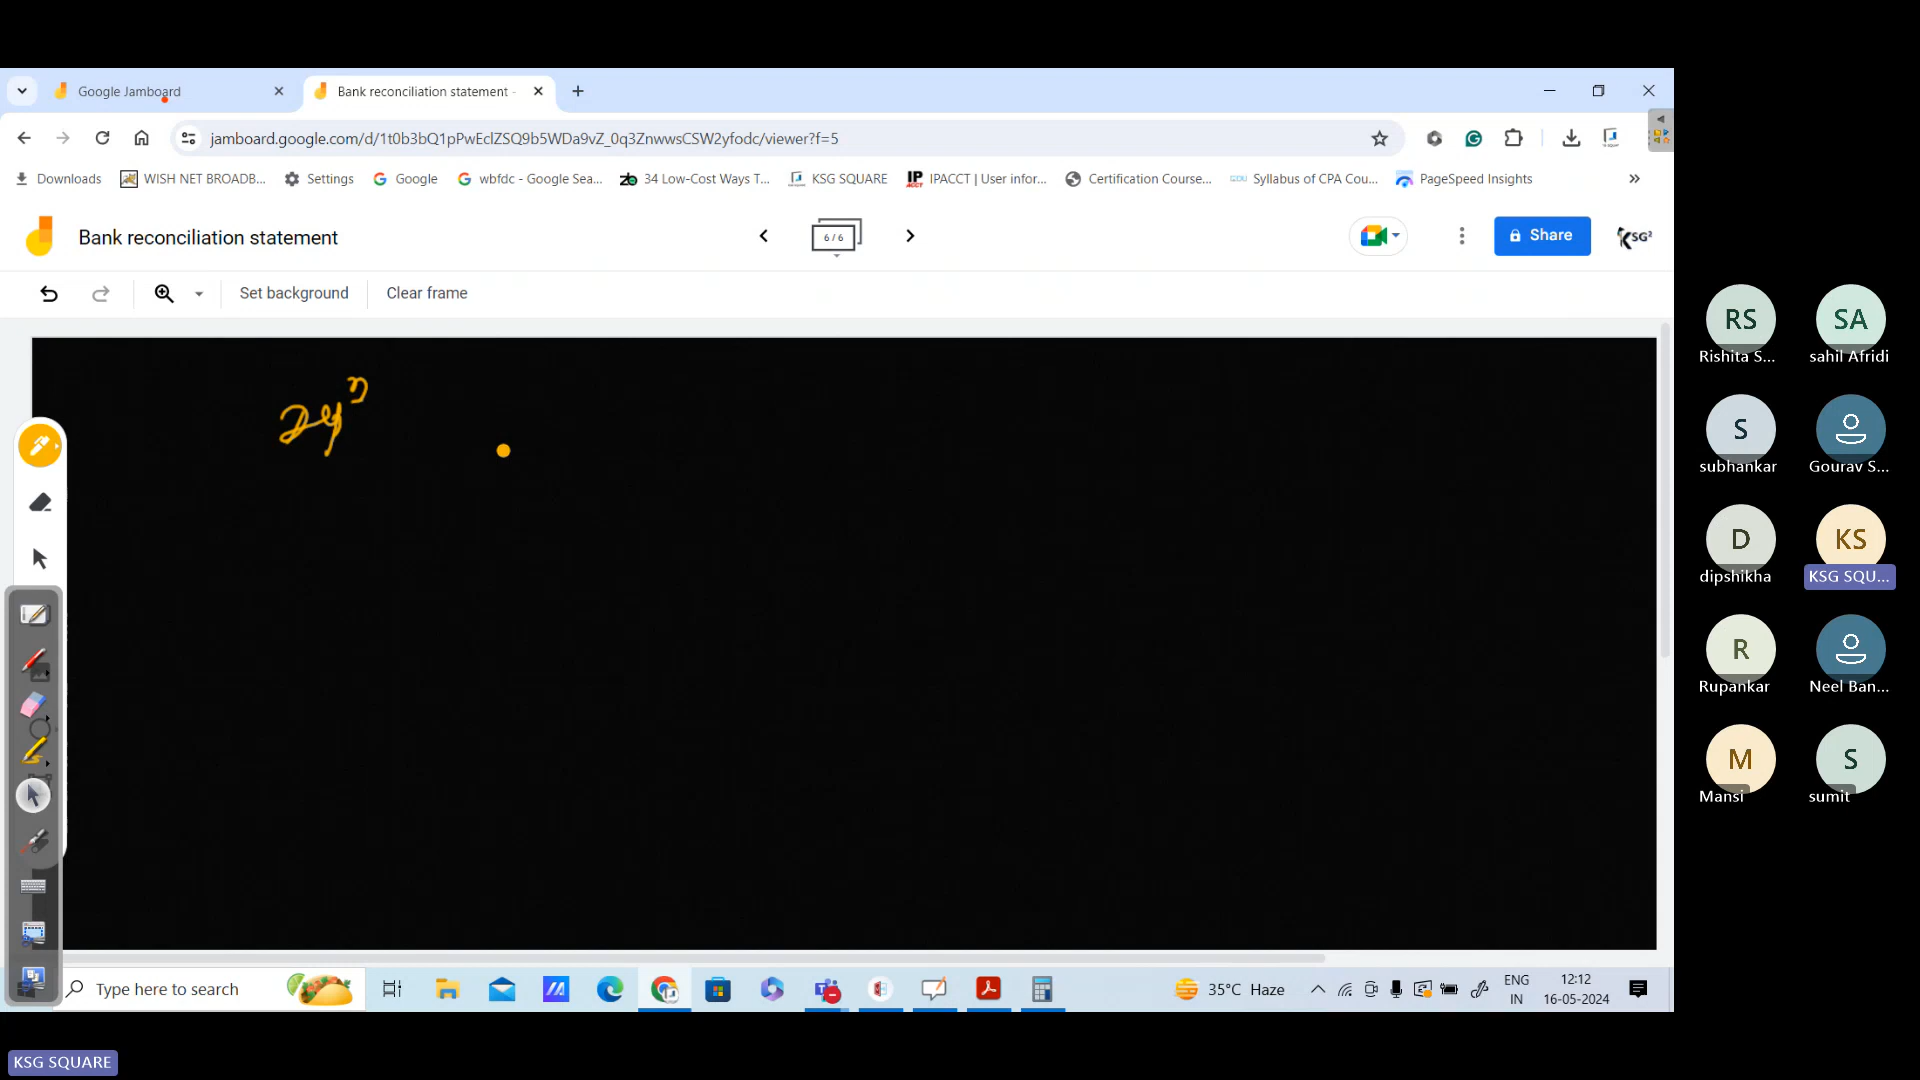 Google Jamboard
Bank reconciliation statement -
jamboard.google.com/d/1t0b3bQ1pPwEclZSQ9b5WDa9vZ_0q3ZnwwsCSW2yfodc/viewer?f=5
Downloads WISH NET BROADB... Settings Google wbfdc - Google Sea... 34 Low-Cost Ways T... KSG SQUARE IPACCT | User infor... Certification Course... Syllabus of CPA Cou... PageSpeed Insights »
Bank reconciliation statement
6 / 6
Share
KSG²
Set background Clear frame
RS SA
Rishita S... sahil Afridi
S
subhankar Gourav S...
D KS
dipshikha KSG SQU...
R
Rupankar Neel Ban...
M S
Mansi sumit
Type here to search
35°C Haze
ENG
IN
12:12
16-05-2024
KSG SQUARE